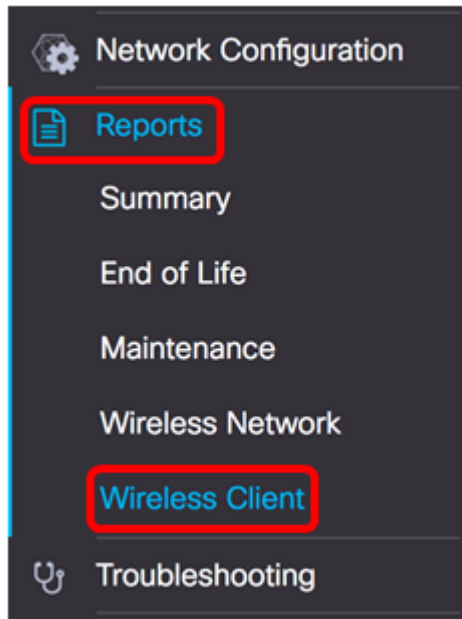 Network Configuration
Reports
Summary
End of Life
Maintenance
Wireless Network
Wireless Client
Troubleshooting